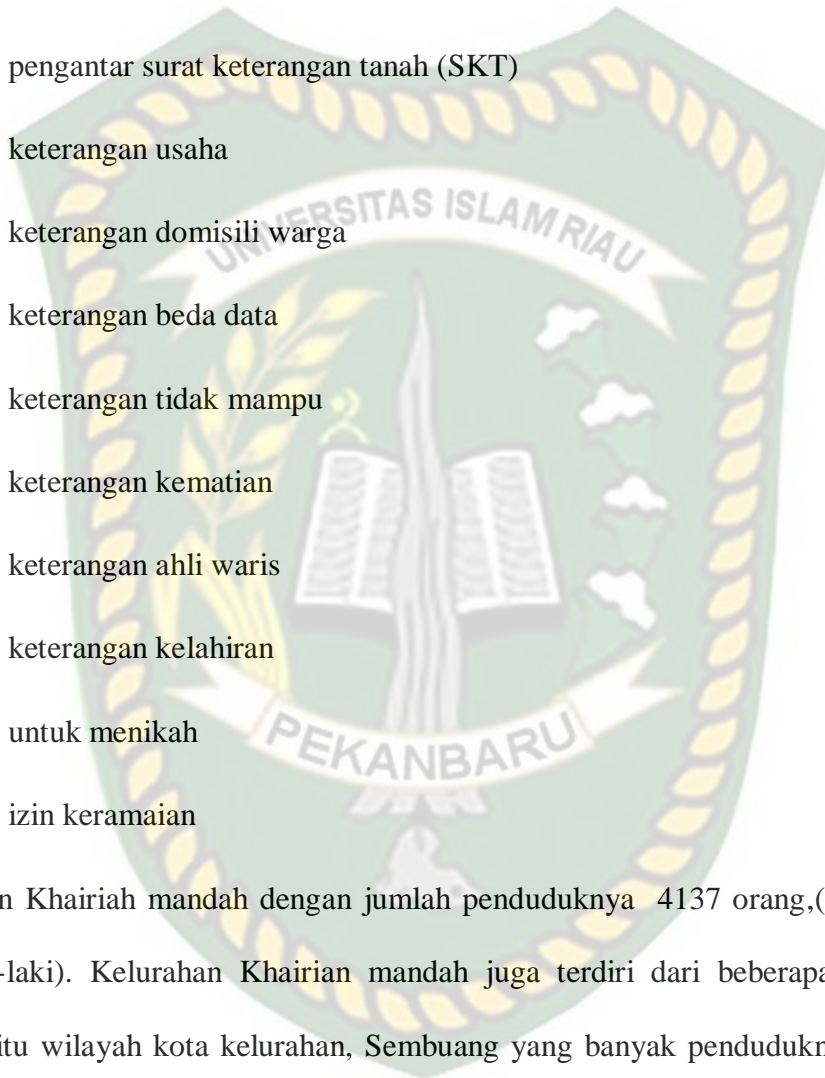 pengantar surat keterangan tanah (SKT)
keterangan usaha
UNIVERSITAS ISLAM RIAU
keterangan domisili warga
keterangan beda data
keterangan tidak mampu
keterangan kematian
keterangan ahli waris
keterangan kelahiran
untuk menikah
PEKANBARU
izin keramaian
n Khairiah mandah dengan jumlah penduduknya 4137 orang,(
-laki). Kelurahan Khairian mandah juga terdiri dari beberapa
itu wilayah kota kelurahan, Sembuang yang banyak pendudukn